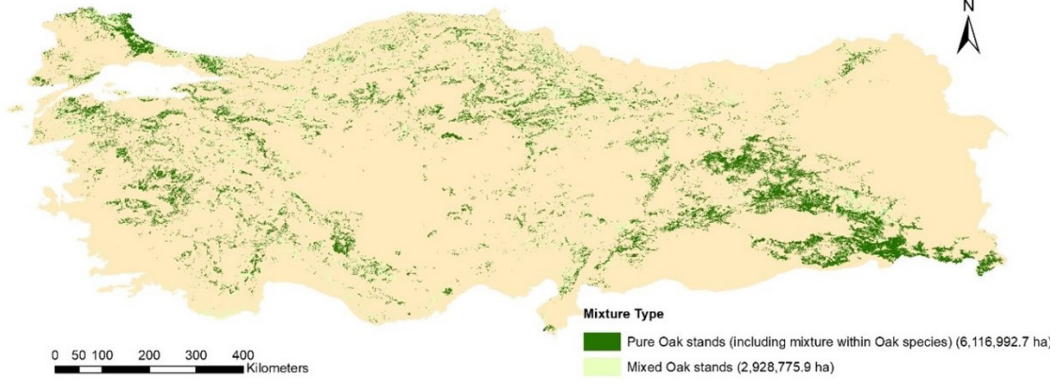 N
Mixture Type
Pure Oak stands (including mixture within Oak species) (6,116,992.7 ha)
Mixed Oak stands (2,928,775.9 ha)
0 50 100 200 300 400
Kilometers